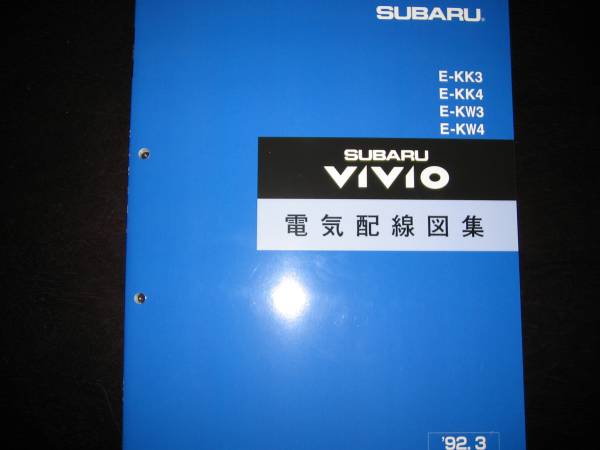 SUBARU®
E-KK3
E-KK4
E-KW3
E-KW4
SUBARU
VIVIO
電気配線図集
'92.3